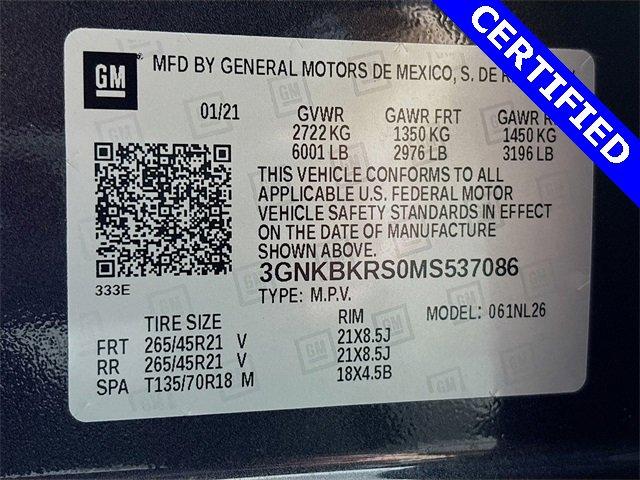 CERTIFIED
GM
MFD BY GENERAL MOTORS DE MEXICO, S. DE R
01/21 GVWR GAWR FRT GAWR
2722 KG 1350 KG 1450 KG
6001 LB 2976 LB 3196 LB
THIS VEHICLE CONFORMS TO ALL
APPLICABLE U.S. FEDERAL MOTOR
VEHICLE SAFETY STANDARDS IN EFFECT
ON THE DATE OF MANUFACTURE
SHOWN ABOVE.
333E
3GNKBKRS0MS537086
TYPE: M.P.V. MODEL: 061NL26
TIRE SIZE RIM
FRT 265/45R21 V 21X8.5J
RR 265/45R21 V 21X8.5J
SPA T135/70R18 M 18X4.5B